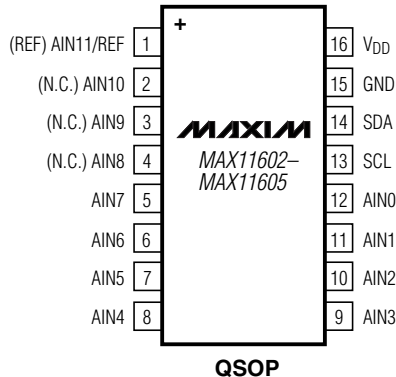 +
(REF) AIN11/REF 1 16 VDD
(N.C.) AIN10 2 15 GND
(N.C.) AIN9 3 MAXIM 14 SDA
(N.C.) AIN8 4 MAX11602– 13 SCL
MAX11605
AIN7 5 12 AIN0
AIN6 6 11 AIN1
AIN5 7 10 AIN2
AIN4 8 9 AIN3
QSOP